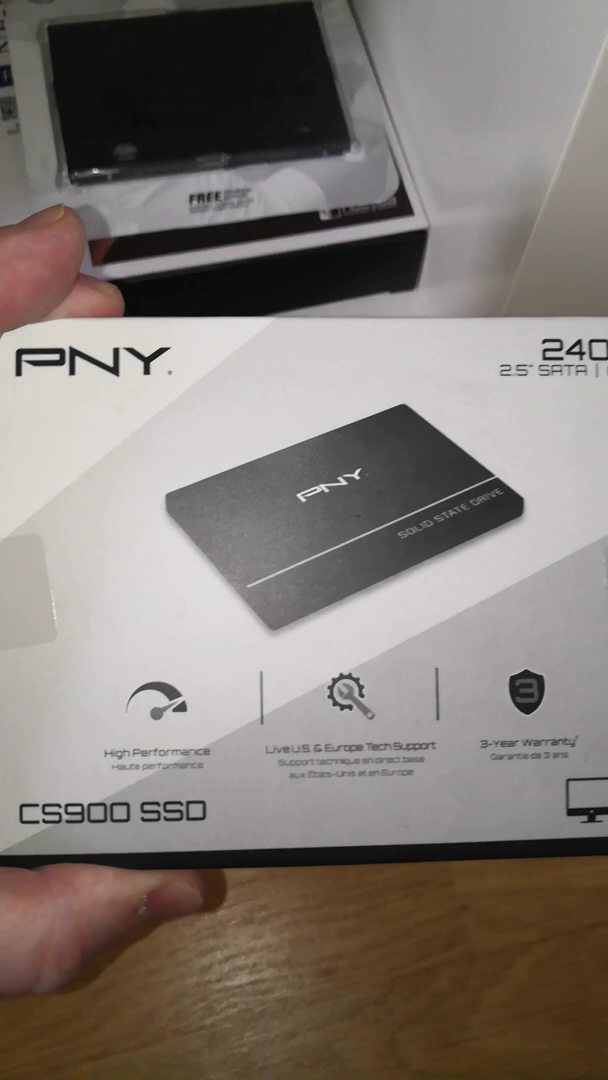 FREE
PNY
240
2.5" SATA |
PNY
SOLID STATE DRIVE
3
High Performance
Haute performance
Live U.S. & Europe Tech Support
Support technique en direct basé
aux États-Unis et en Europe
3-Year Warranty†
Garantie de 3 ans
CS900 SSD